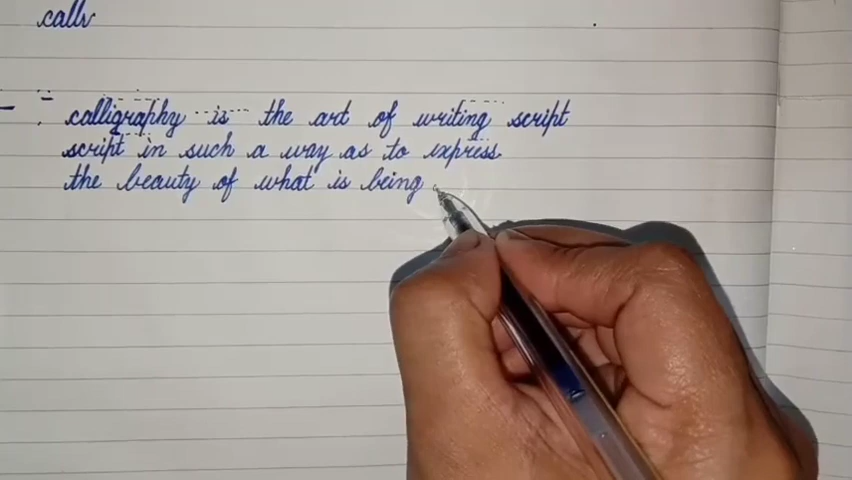 calligraphy is the art of writing script
script in such a way as to express
the beauty of what is being